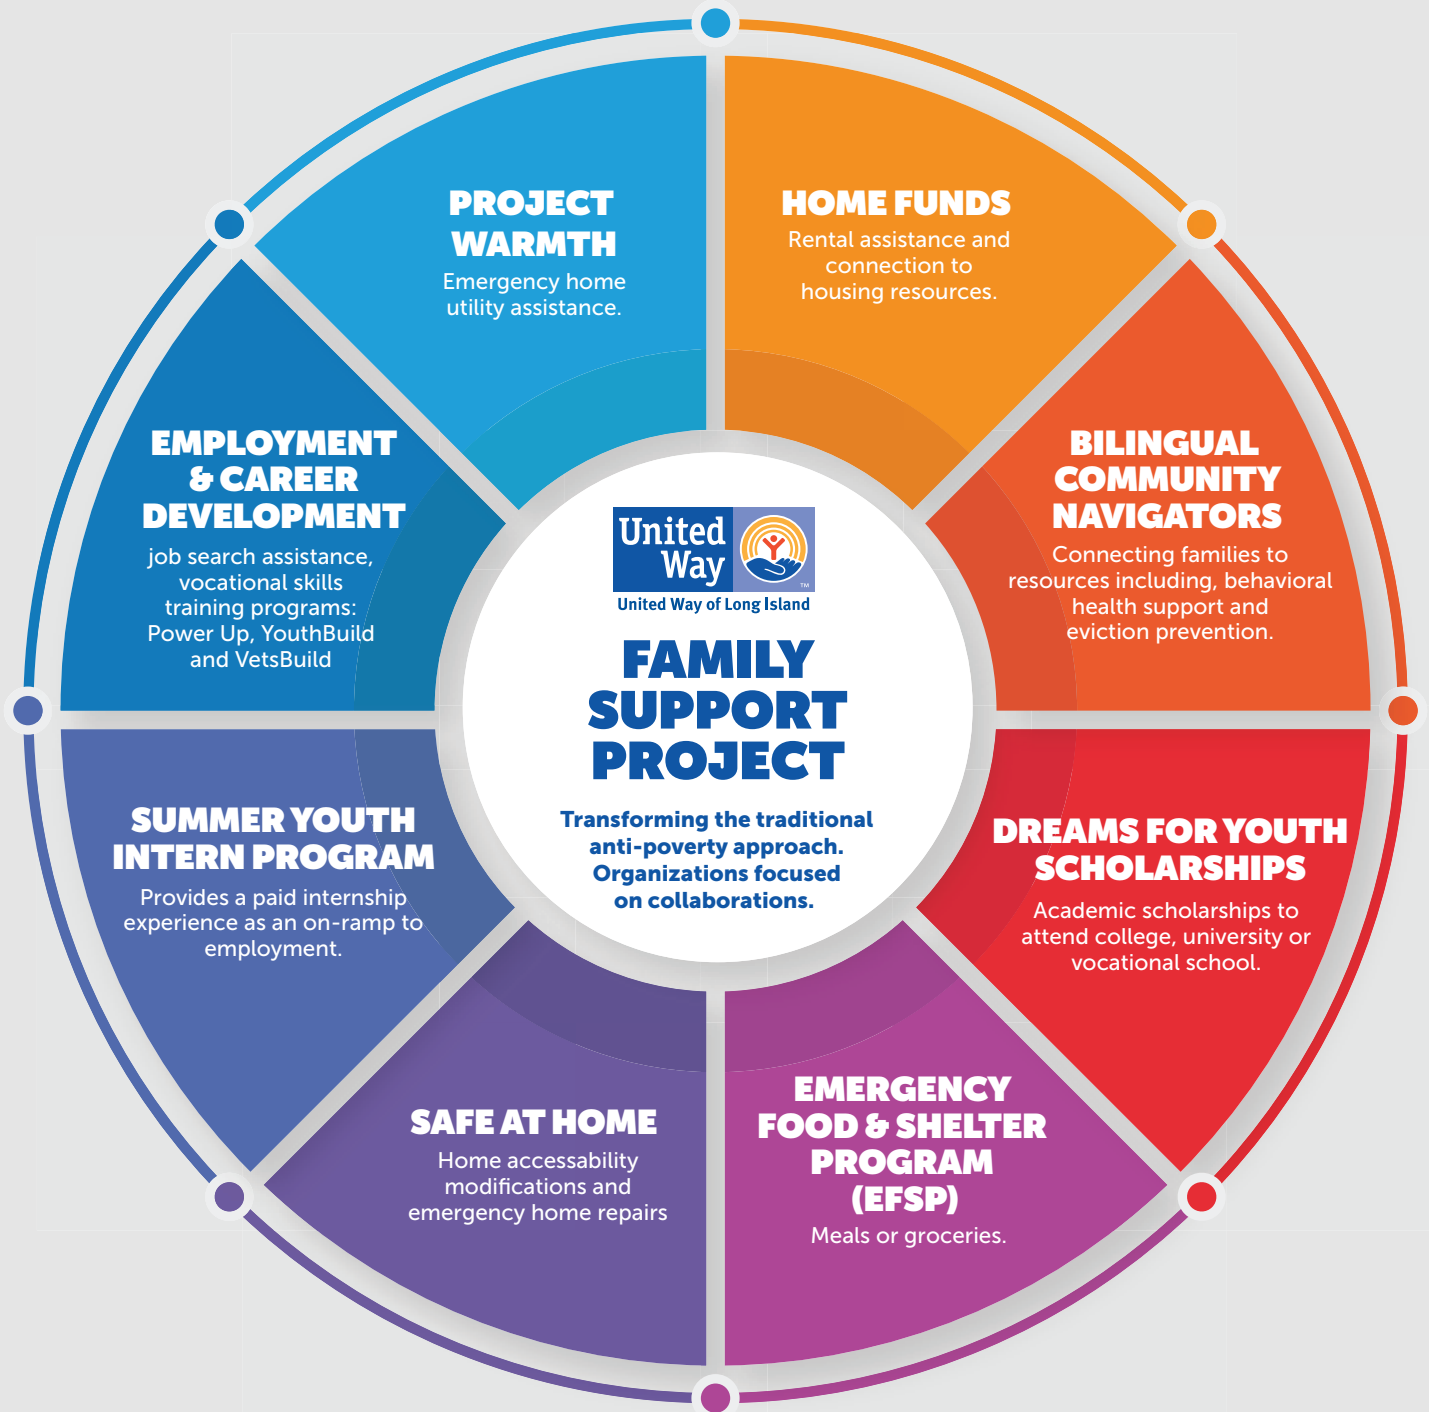 PROJECT
WARMTH
Emergency home
utility assistance.
HOME FUNDS
Rental assistance and
connection to
housing resources.
EMPLOYMENT
& CAREER
DEVELOPMENT
job search assistance,
vocational skills
training programs:
Power Up, YouthBuild
and VetsBuild
BILINGUAL
COMMUNITY
NAVIGATORS
Connecting families to
resources including, behavioral
health support and
eviction prevention.
United
Way
TM
United Way of Long Island
FAMILY
SUPPORT
PROJECT
Transforming the traditional
anti-poverty approach.
Organizations focused
on collaborations.
SUMMER YOUTH
INTERN PROGRAM
Provides a paid internship
experience as an on-ramp to
employment.
DREAMS FOR YOUTH
SCHOLARSHIPS
Academic scholarships to
attend college, university or
vocational school.
SAFE AT HOME
Home accessability
modifications and
emergency home repairs
EMERGENCY
FOOD & SHELTER
PROGRAM
(EFSP)
Meals or groceries.